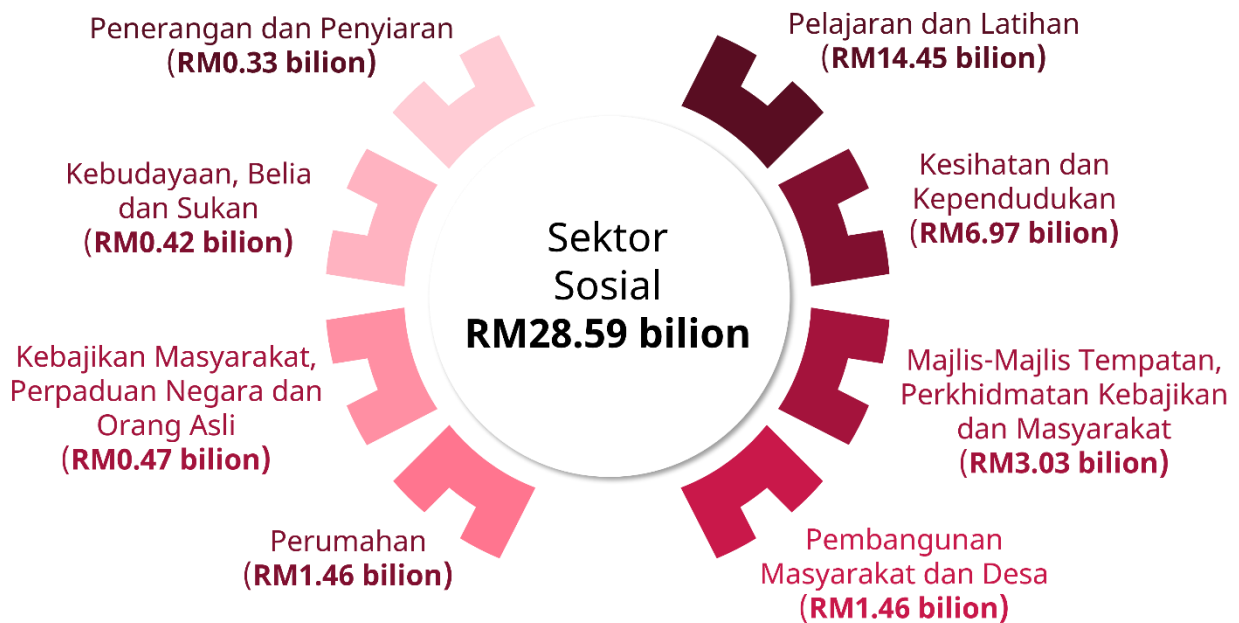 Penerangan dan Penyiaran
(RM0.33 bilion)
Pelajaran dan Latihan
(RM14.45 bilion)
Kebudayaan, Belia
dan Sukan
(RM0.42 bilion)
Kesihatan dan
Kependudukan
(RM6.97 bilion)
Sektor
Sosial
RM28.59 bilion
Kebajikan Masyarakat,
Perpaduan Negara dan
Orang Asli
(RM0.47 bilion)
Majlis-Majlis Tempatan,
Perkhidmatan Kebajikan
dan Masyarakat
(RM3.03 bilion)
Perumahan
(RM1.46 bilion)
Pembangunan
Masyarakat dan Desa
(RM1.46 bilion)